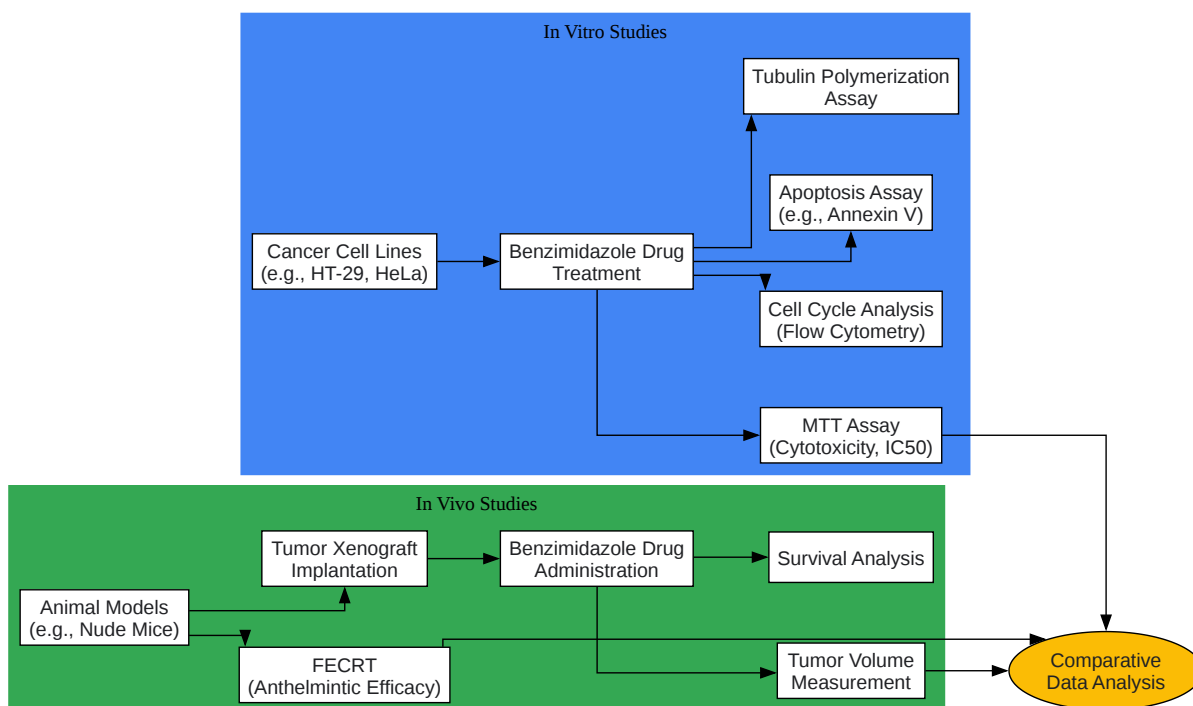 In Vitro Studies
Tubulin Polymerization
Assay
Apoptosis Assay
(e.g., Annexin V)
Cancer Cell Lines
(e.g., HT-29, HeLa)
Benzimidazole Drug
Treatment
Cell Cycle Analysis
(Flow Cytometry)
MTT Assay
(Cytotoxicity, IC50)
In Vivo Studies
Tumor Xenograft
Implantation
Benzimidazole Drug
Administration
Survival Analysis
Animal Models
(e.g., Nude Mice)
FECRT
(Anthelmintic Efficacy)
Tumor Volume
Measurement
Comparative
Data Analysis